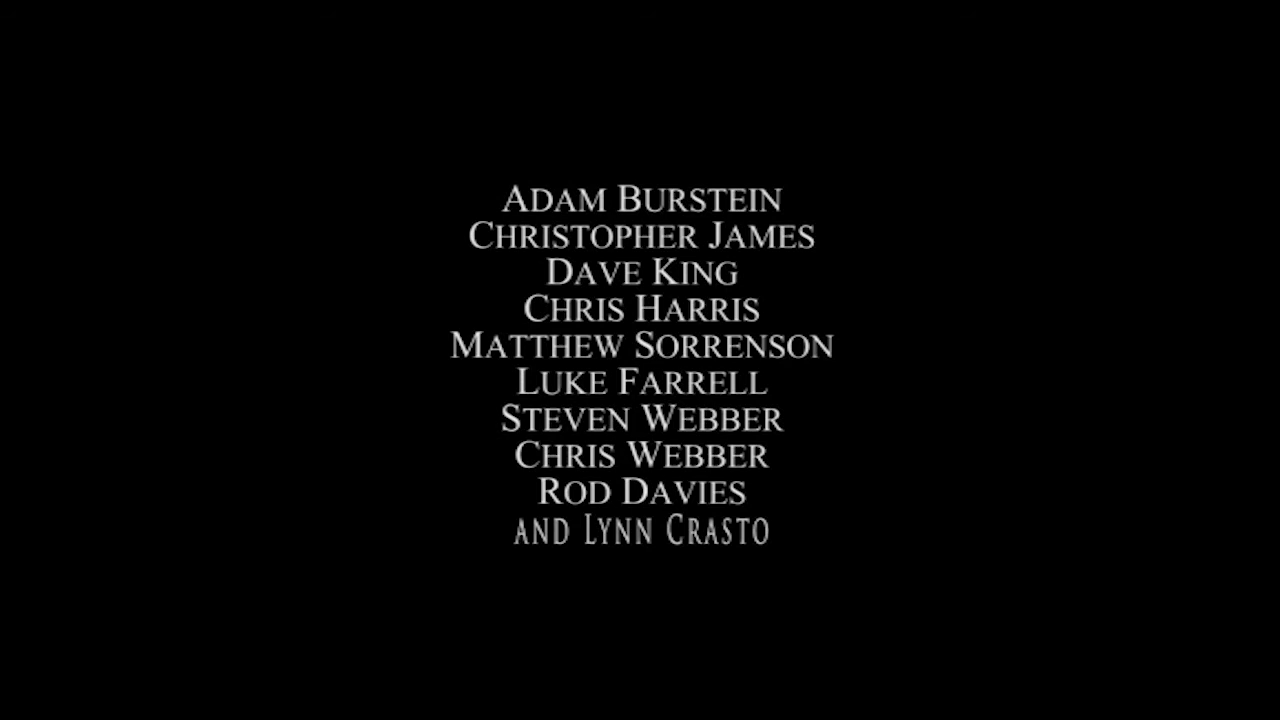 Adam Burstein
Christopher James
Dave King
Chris Harris
Matthew Sorrenson
Luke Farrell
Steven Webber
Chris Webber
Rod Davies
and Lynn Crasto